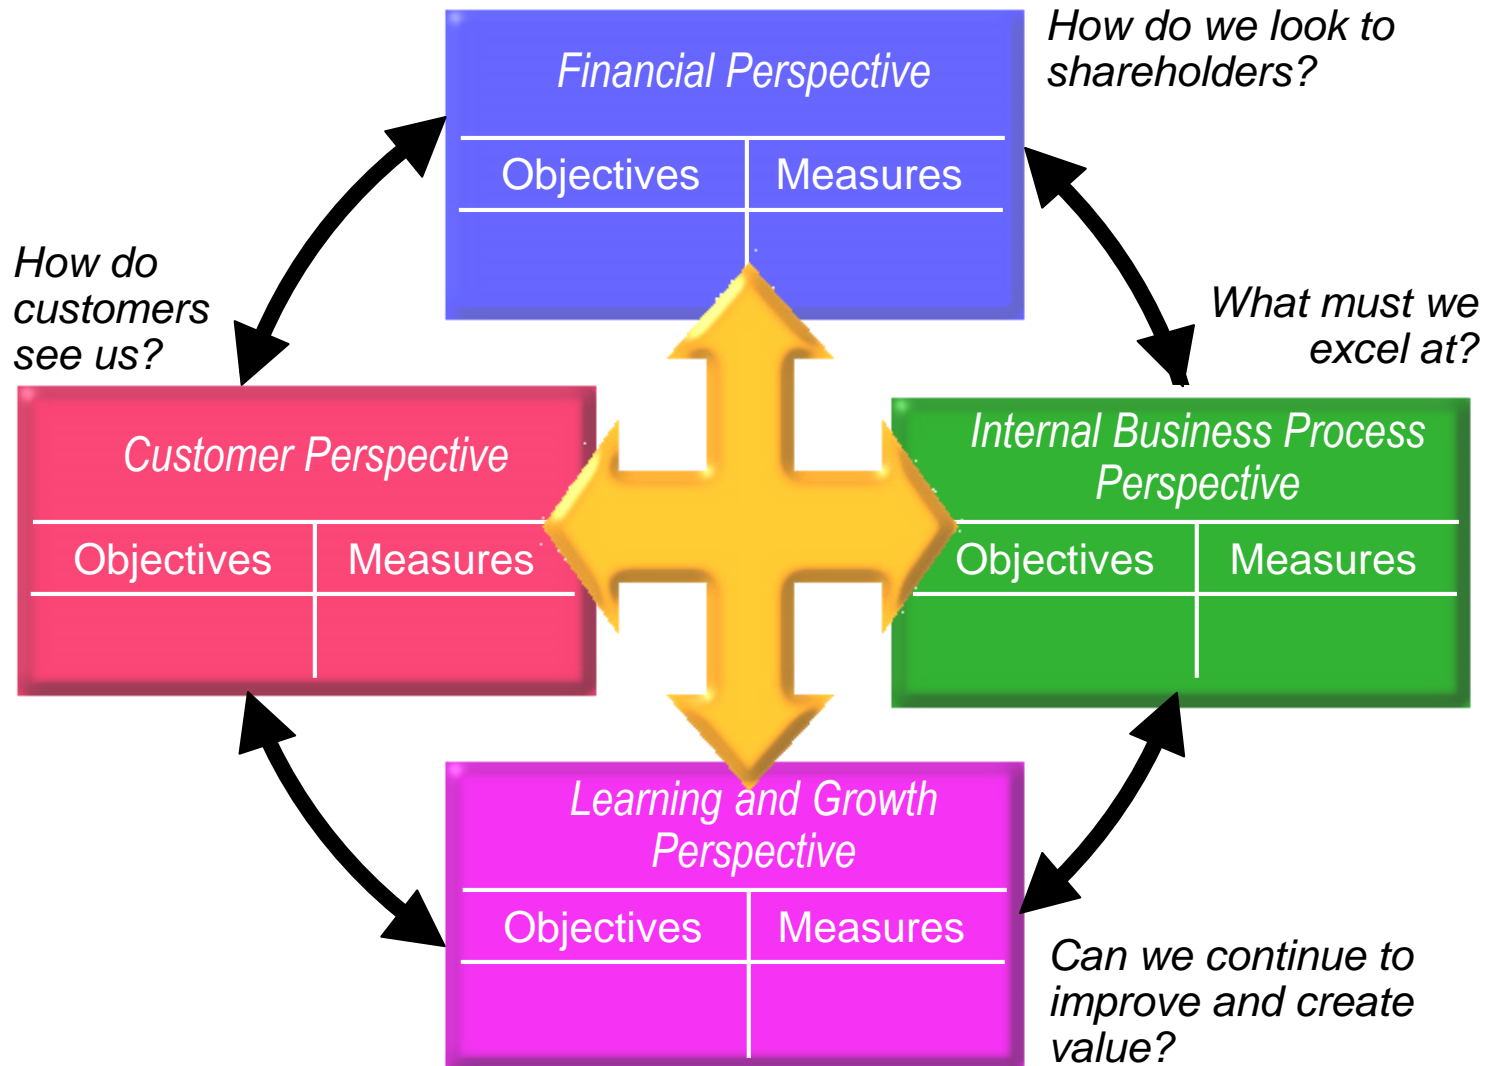 Financial Perspective
Objectives Measures
How do we look to
shareholders?
How do
customers
see us?
Customer Perspective
Objectives Measures
What must we
excel at?
Internal Business Process
Perspective
Objectives Measures
Learning and Growth
Perspective
Objectives Measures
Can we continue to
improve and create
value?